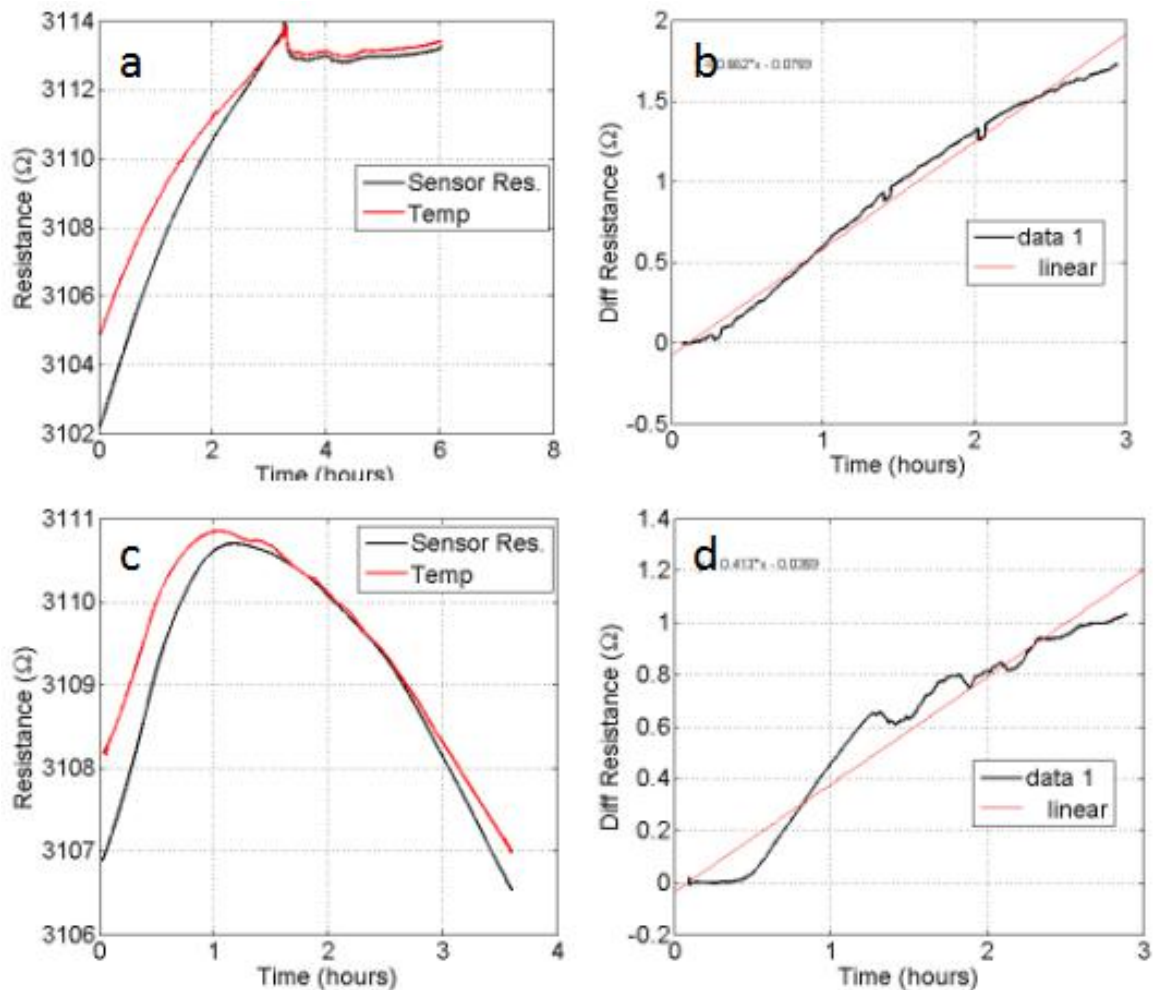 a
3114
3112
3110
3108
3106
3104
3102
Resistance (Ω)
Sensor Res.
Temp
0 2 4 6 8
Time (hours)
b
0.662*x - 0.0769
2
1.5
1
0.5
0
-0.5
Diff Resistance (Ω)
data 1
linear
0 1 2 3
Time (hours)
c
3111
3110
3109
3108
3107
3106
Resistance (Ω)
Sensor Res.
Temp
0 1 2 3 4
Time (hours)
d
0.413*x - 0.0369
1.4
1.2
1
0.8
0.6
0.4
0.2
0
-0.2
Diff Resistance (Ω)
data 1
linear
0 1 2 3
Time (hours)